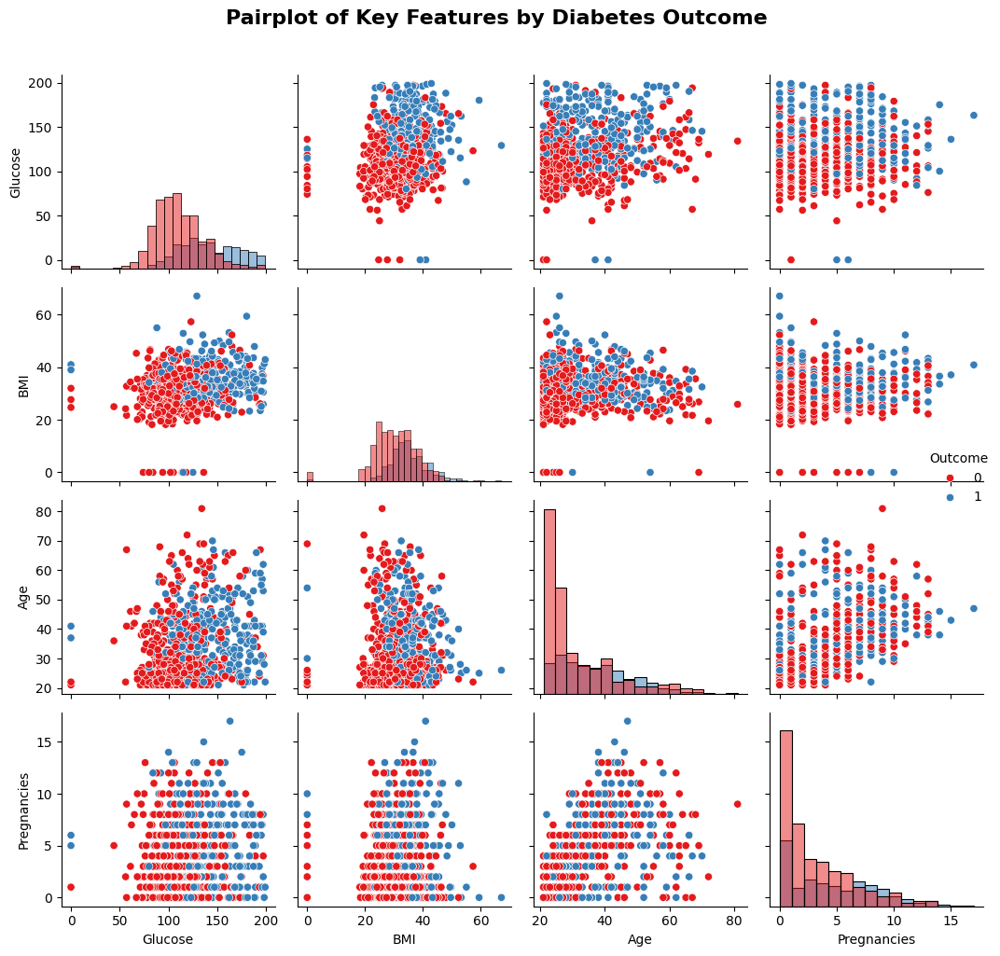 Pairplot of Key Features by Diabetes Outcome
200
150
100
50
0
Glucose
60
40
20
0
BMI
Outcome
0
1
80
70
60
50
40
30
20
Age
15
10
5
0
Pregnancies
0 50 100 150 200
0 20 40 60
20 40 60 80
0 5 10 15
Glucose BMI Age Pregnancies